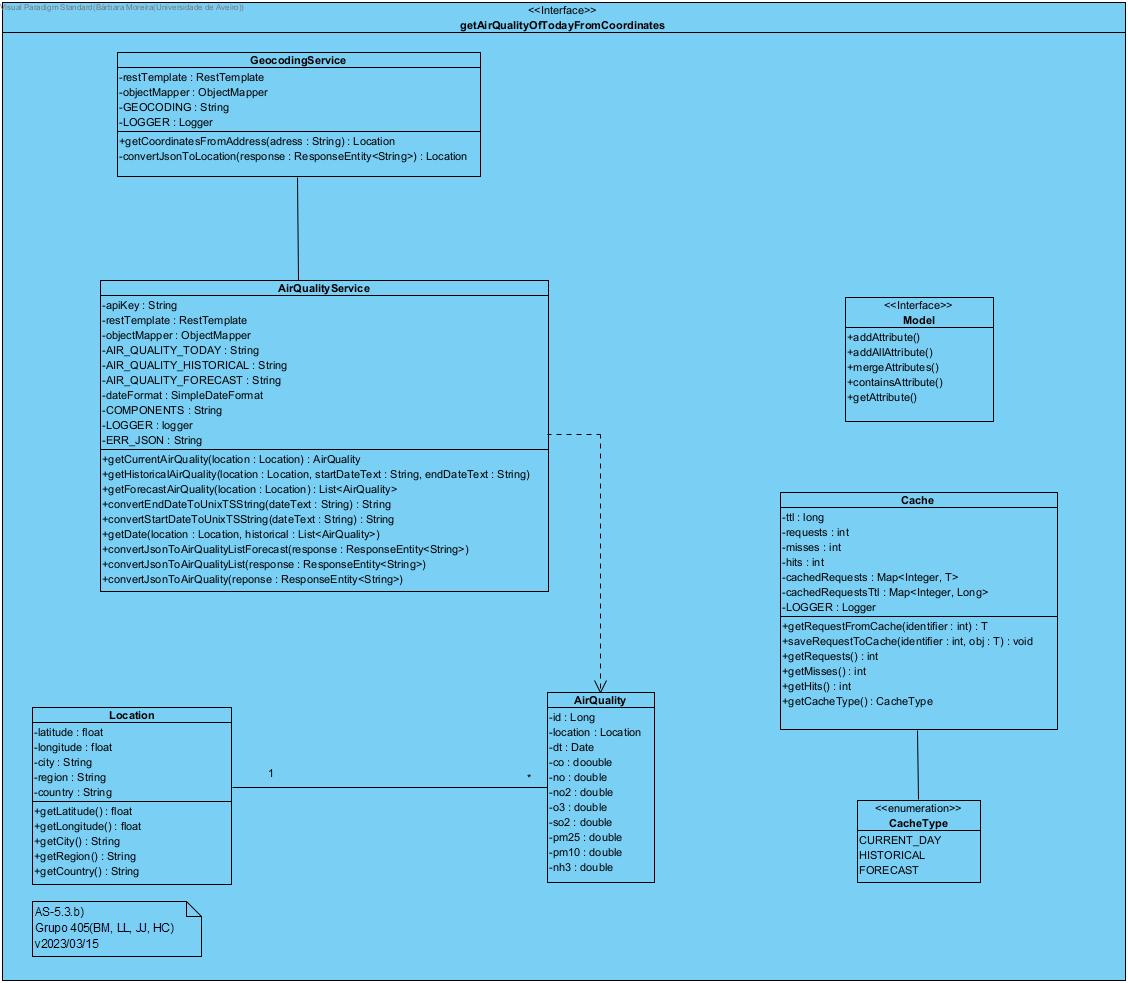 Visual Paradigm Standard(Bárbara Moreira(Universidade de Aveiro))
<<Interface>>
getAirQualityOfTodayFromCoordinates
GeocodingService
-restTemplate : RestTemplate
-objectMapper : ObjectMapper
-GEOCODING : String
-LOGGER : Logger
+getCoordinatesFromAddress(adress : String) : Location
-convertJsonToLocation(response : ResponseEntity<String>) : Location
AirQualityService
-apiKey : String
-restTemplate : RestTemplate
-objectMapper : ObjectMapper
-AIR_QUALITY_TODAY : String
-AIR_QUALITY_HISTORICAL : String
-AIR_QUALITY_FORECAST : String
-dateFormat : SimpleDateFormat
-COMPONENTS : String
-LOGGER : logger
-ERR_JSON : String
+getCurrentAirQuality(location : Location) : AirQuality
+getHistoricalAirQuality(location : Location, startDateText : String, endDateText : String)
+getForecastAirQuality(location : Location) : List<AirQuality>
+convertEndDateToUnixTSString(dateText : String) : String
+convertStartDateToUnixTSString(dateText : String) : String
+getDate(location : Location, historical : List<AirQuality>)
+convertJsonToAirQualityListForecast(response : ResponseEntity<String>)
+convertJsonToAirQualityList(response : ResponseEntity<String>)
+convertJsonToAirQuality(reponse : ResponseEntity<String>)
<<Interface>>
Model
+addAttribute()
+addAllAttribute()
+mergeAttributes()
+containsAttribute()
+getAttribute()
Cache
-ttl : long
-requests : int
-misses : int
-hits : int
-cachedRequests : Map<Integer, T>
-cachedRequestsTtl : Map<Integer, Long>
-LOGGER : Logger
+getRequestFromCache(identifier : int) : T
+saveRequestToCache(identifier : int, obj : T) : void
+getRequests() : int
+getMisses() : int
+getHits() : int
+getCacheType() : CacheType
Location
-latitude : float
-longitude : float
-city : String
-region : String
-country : String
+getLatitude() : float
+getLongitude() : float
+getCity() : String
+getRegion() : String
+getCountry() : String
1
*
AirQuality
-id : Long
-location : Location
-dt : Date
-co : doouble
-no : double
-no2 : double
-o3 : double
-so2 : double
-pm25 : double
-pm10 : double
-nh3 : double
<<enumeration>>
CacheType
CURRENT_DAY
HISTORICAL
FORECAST
AS-5.3.b)
Grupo 405(BM, LL, JJ, HC)
v2023/03/15